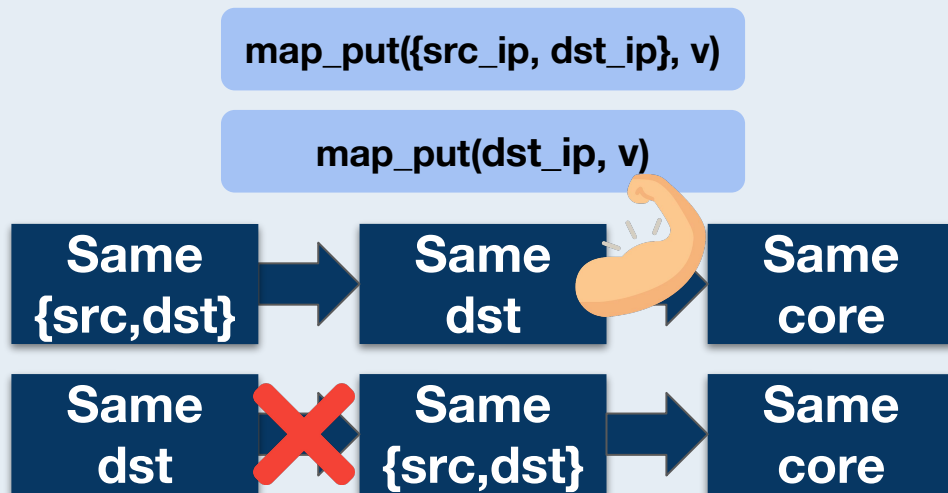 map_put({src_ip, dst_ip}, v)
map_put(dst_ip, v)
Same
{src,dst}
Same
dst
Same
core
Same
dst
Same
{src,dst}
Same
core